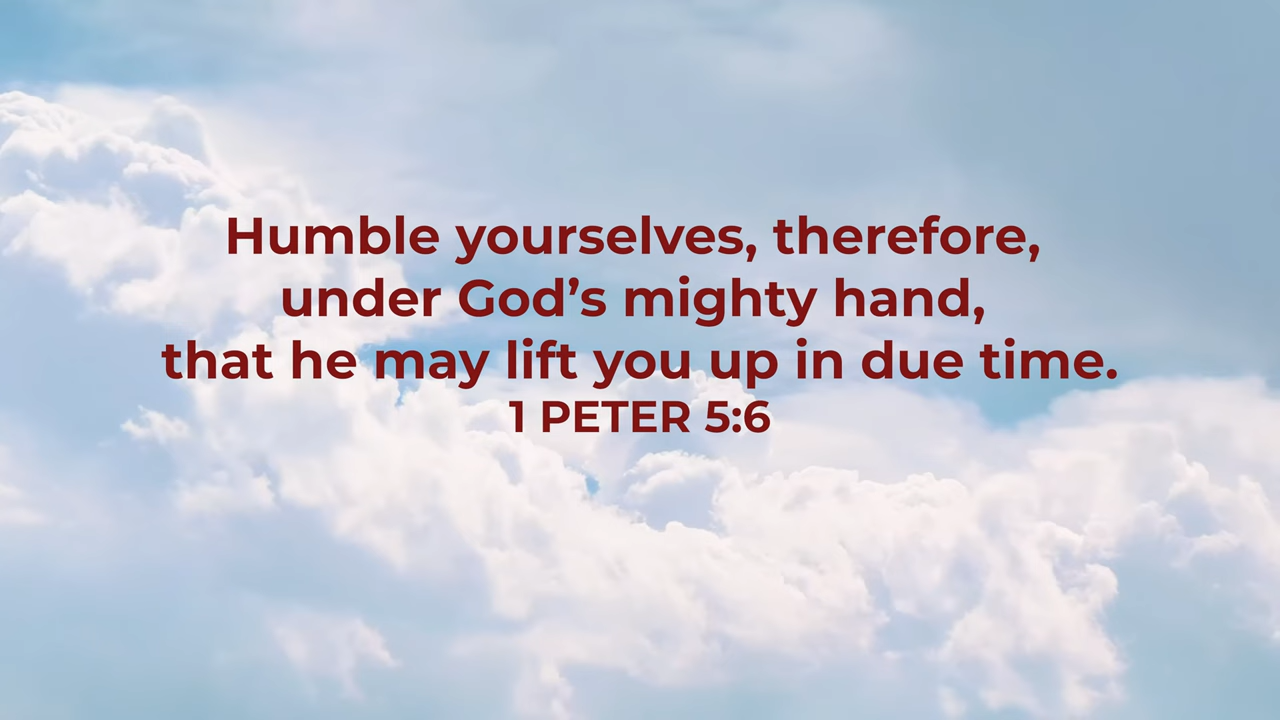 Humble yourselves, therefore,
under God’s mighty hand,
that he may lift you up in due time.
1 PETER 5:6